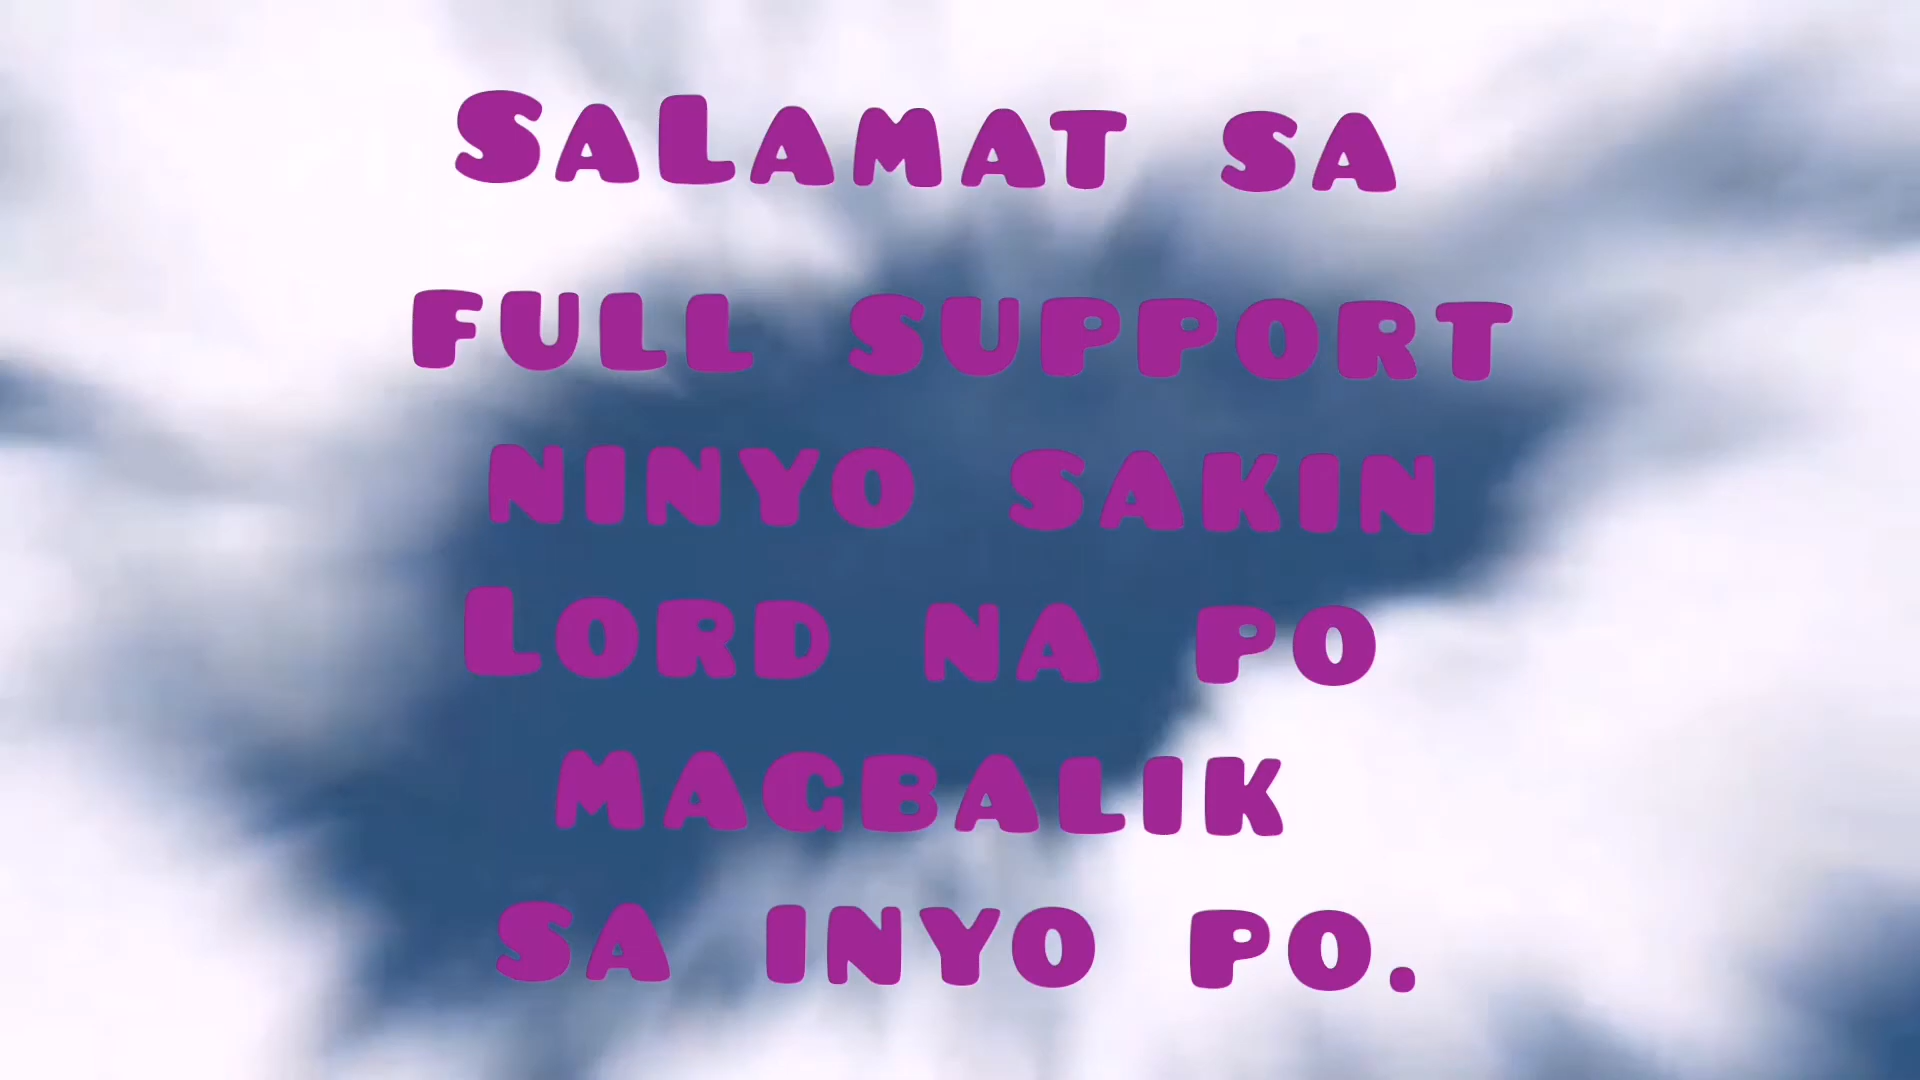 Salamat sa
full support
ninyo sakin
Lord na po
magbalik
sa inyo po.